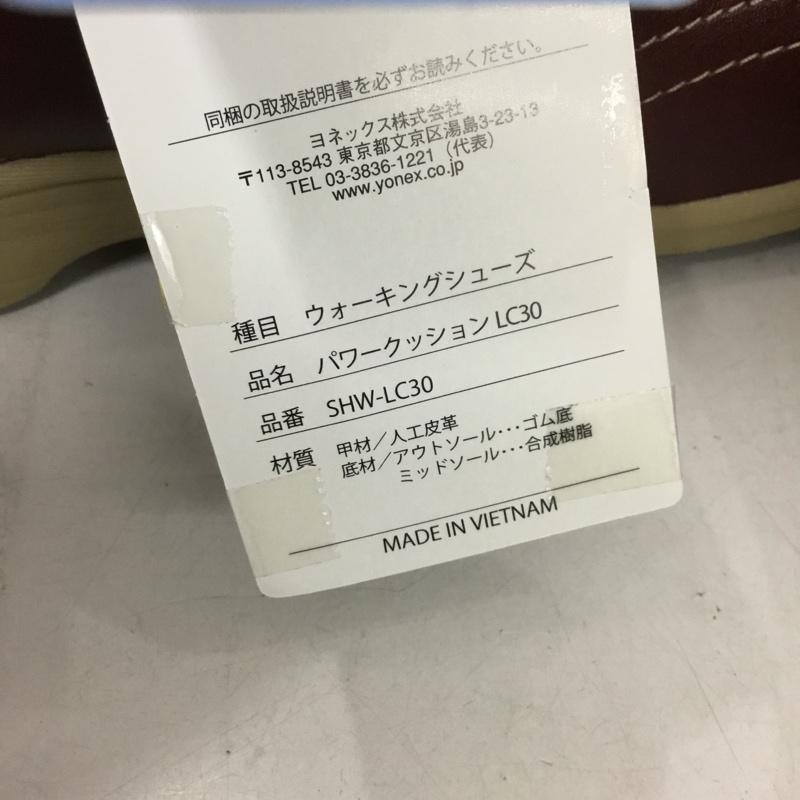 同梱の取扱説明書を必ずお読みください。
ヨネックス株式会社
〒113-8543 東京都文京区湯島3-23-13
TEL 03-3836-1221（代表）
www.yonex.co.jp
種目 ウォーキングシューズ
品名 パワークッション LC30
品番 SHW-LC30
材質 甲材／人工皮革
底材／アウトソール･･･ゴム底
ミッドソール･･･合成樹脂
MADE IN VIETNAM